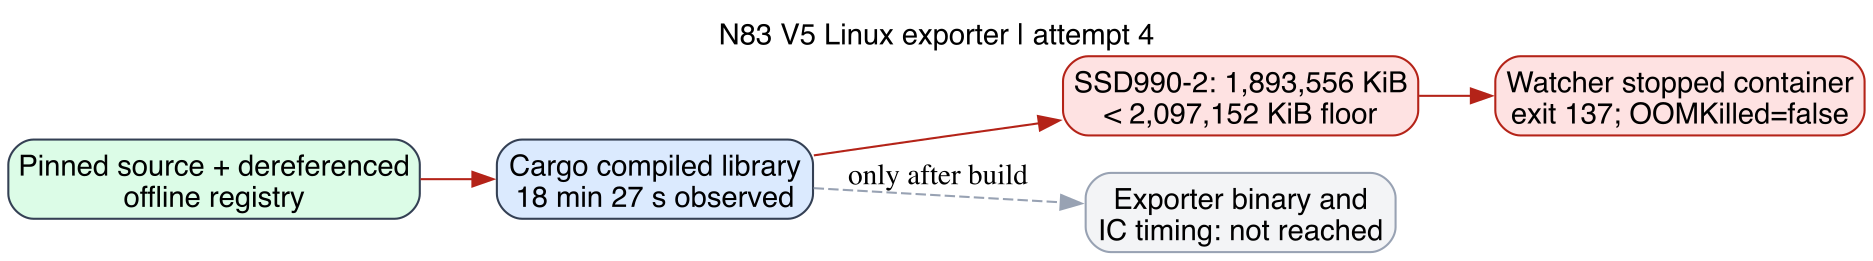 N83 V5 Linux exporter | attempt 4
Pinned source + dereferenced
offline registry
Cargo compiled library
18 min 27 s observed
only after build
SSD990-2: 1,893,556 KiB
< 2,097,152 KiB floor
Watcher stopped container
exit 137; OOMKilled=false
Exporter binary and
IC timing: not reached